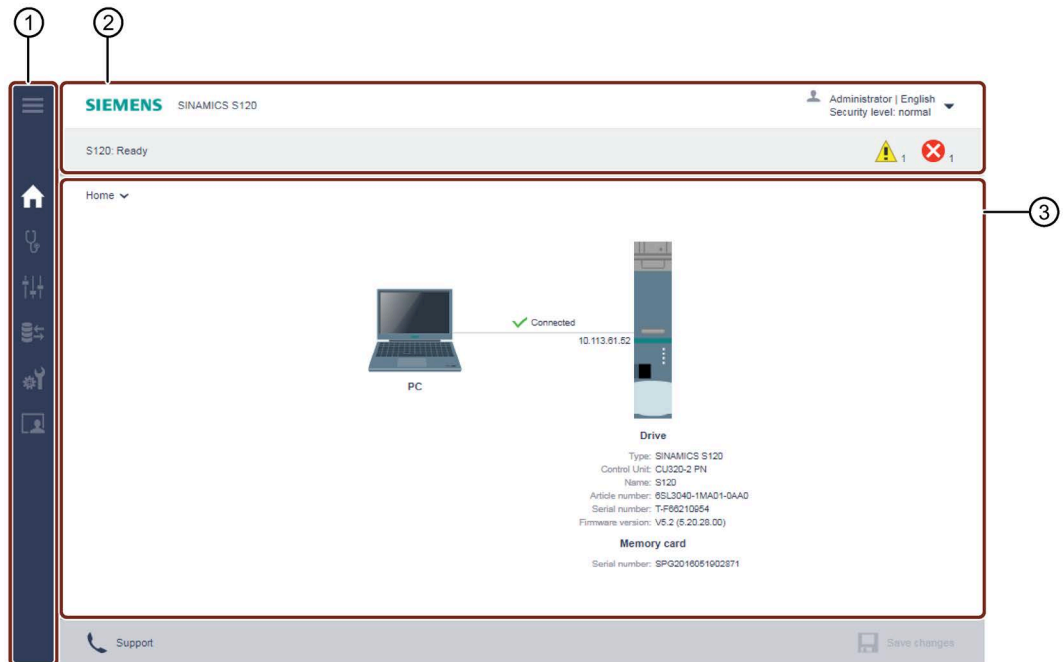 1
2
SIEMENS SINAMICS S120
Administrator | English
Security level: normal
S120: Ready
1
1
Home
3
Connected
10.113.61.52
PC
Drive
Type: SINAMICS S120
Control Unit: CU320-2 PN
Name: S120
Article number: 6SL3040-1MA01-0AA0
Serial number: T-F66210954
Firmware version: V5.2 (5.20.28.00)
Memory card
Serial number: SPG2016051902871
Support
Save changes